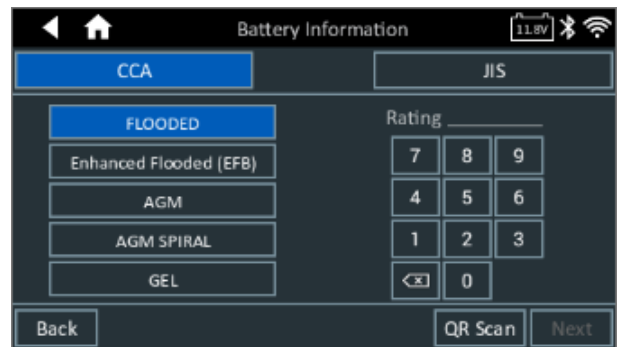 Battery Information 11.8V
CCA JIS
FLOODED Rating
Enhanced Flooded (EFB) 7 8 9
AGM 4 5 6
AGM SPIRAL 1 2 3
GEL 0
Back QR Scan Next